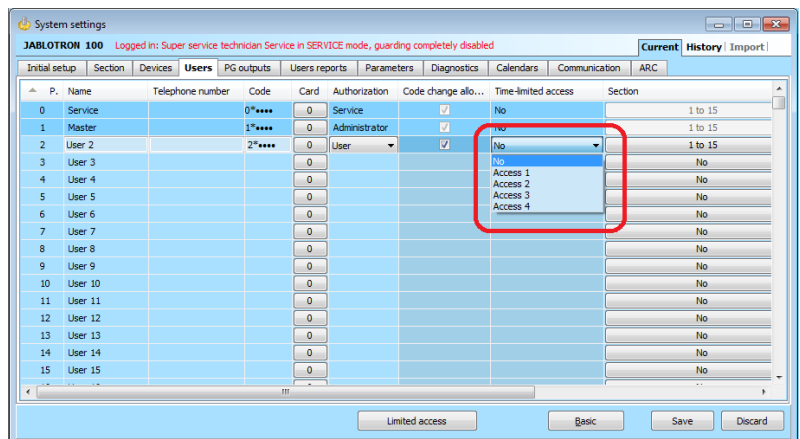 System settings
JABLOTRON 100 Logged in: Super service technician Service in SERVICE mode, guarding completely disabled Current History Import
Initial setup Section Devices Users PG outputs Users reports Parameters Diagnostics Calendars Communication ARC
P. Name Telephone number Code Card Authorization Code change allo... Time-limited access Section
0 Service 0*•••• 0 Service No 1 to 15
1 Master 1*•••• 0 Administrator No 1 to 15
2 User 2 2*•••• 0 User No 1 to 15
No
Access 1
Access 2
Access 3
Access 4
3 User 3 0 No
4 User 4 0 No
5 User 5 0 No
6 User 6 0 No
7 User 7 0 No
8 User 8 0 No
9 User 9 0 No
10 User 10 0 No
11 User 11 0 No
12 User 12 0 No
13 User 13 0 No
14 User 14 0 No
15 User 15 0 No
Limited access Basic Save Discard